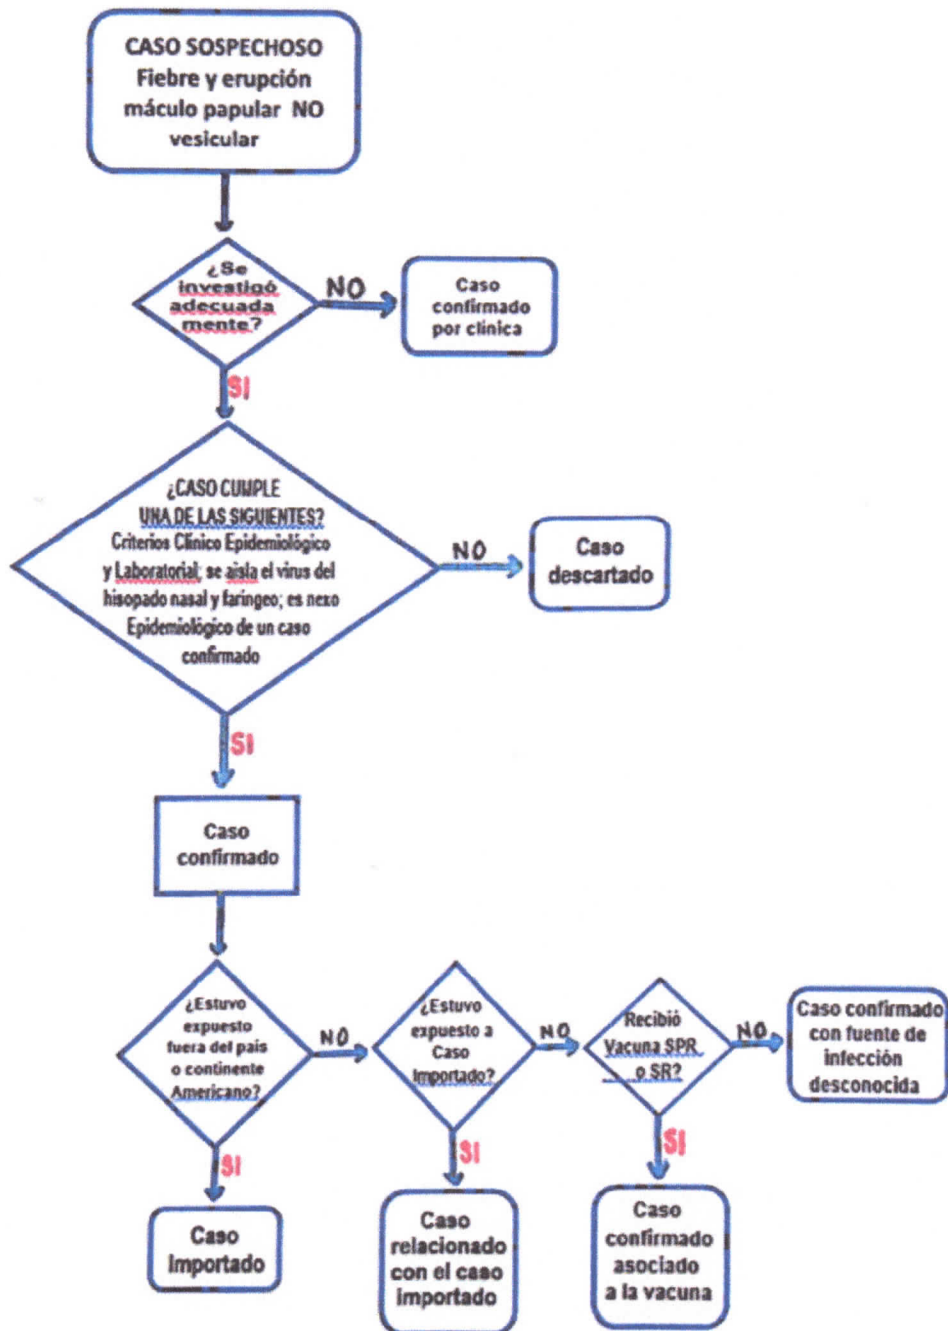 CASO SOSPECHOSO
Fiebre y erupción
máculo papular NO
vesicular
¿Se
investigó
adecuada
mente?
NO
Caso
confirmado
por clínica
SI
¿CASO CUMPLE
UNA DE LAS SIGUIENTES?
Criterios Clínico Epidemiológico
y Laboratorial; se aisla el virus del
hisopado nasal y faringeo; es nexo
Epidemiológico de un caso
confirmado
NO
Caso
descartado
SI
Caso
confirmado
¿Estuvo
expuesto
fuera del país
o continente
Americano?
NO
¿Estuvo
expuesto a
Caso
Importado?
NO
Recibió
Vacuna SPR
o SR?
NO
Caso confirmado
con fuente de
infección
desconocida
SI
SI
SI
Caso
Importado
Caso
relacionado
con el caso
importado
Caso
confirmado
asociado
a la vacuna